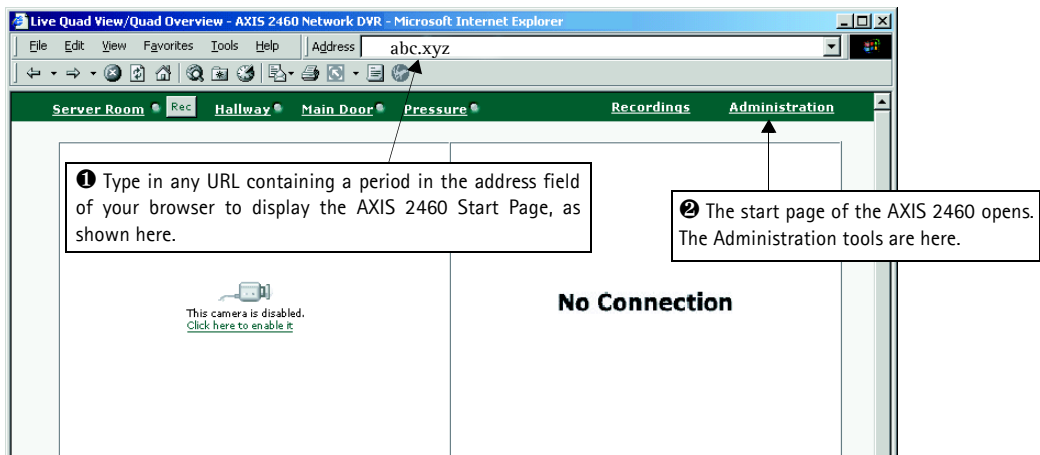 Live Quad View/Quad Overview - AXIS 2460 Network DVR - Microsoft Internet Explorer
File Edit View Favorites Tools Help Address abc.xyz
Server Room Rec Hallway Main Door Pressure Recordings Administration
❶ Type in any URL containing a period in the address field
of your browser to display the AXIS 2460 Start Page, as
shown here.
❷ The start page of the AXIS 2460 opens.
The Administration tools are here.
This camera is disabled.
Click here to enable it
No Connection